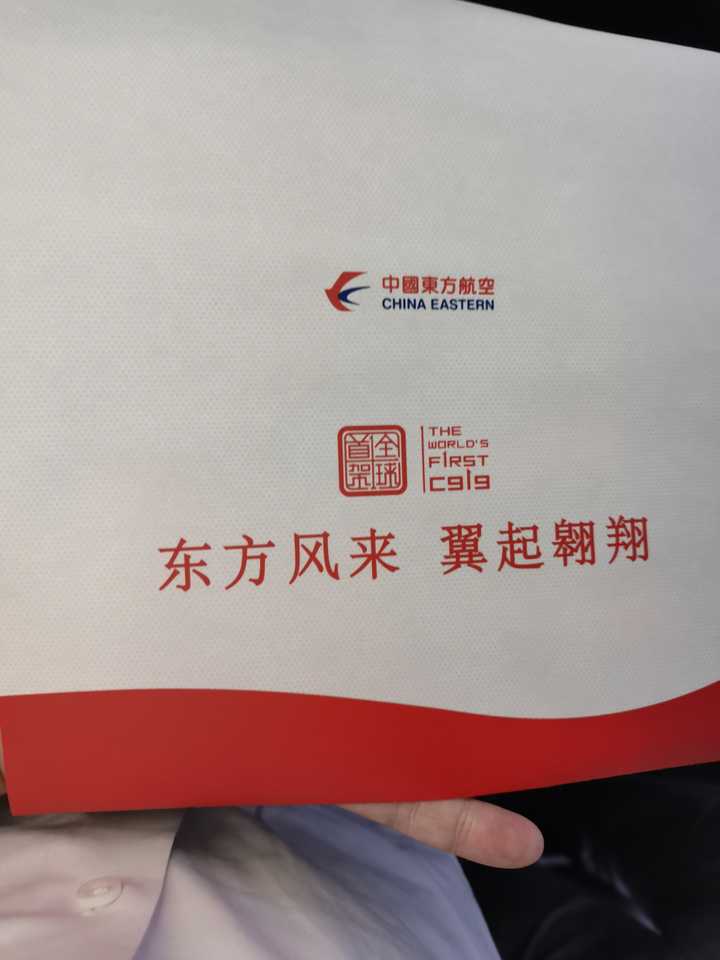 中國東方航空
CHINA EASTERN
全球
首架
THE
WORLD'S
FIRST
C919
东方风来 翼起翱翔